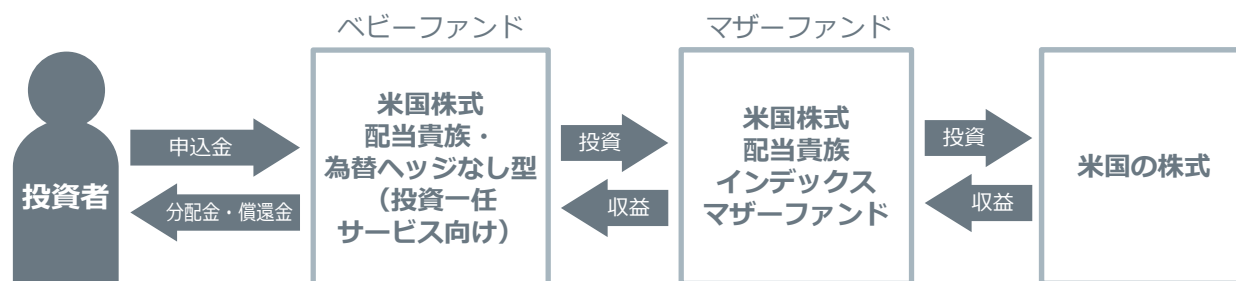 ベビーファンド
マザーファンド
投資者
申込金
分配金・償還金
米国株式
配当貴族・
為替ヘッジなし型
(投資一任
サービス向け)
投資
収益
米国株式
配当貴族
インデックス
マザーファンド
投資
収益
米国の株式